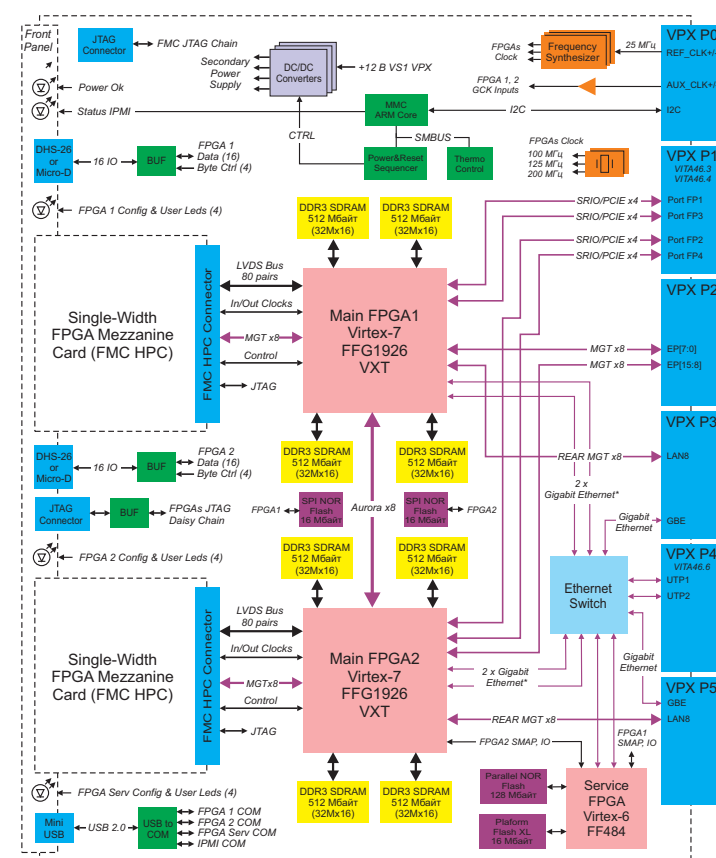 Front
Panel
JTAG
Connector
FMC JTAG Chain
Power Ok
Status IPMI
Secondary
Power
Supply
DC/DC
Converters
+12 В VS1 VPX
FPGAs
Clock
Frequency
Synthesizer
25 МГц
VPX P0
REF_CLK+/-
FPGA 1, 2
GCK Inputs
AUX_CLK+/
I2C
I2C
MMC
ARM Core
CTRL
SMBUS
Power&Reset
Sequencer
Thermo
Control
FPGAs Clock
100 МГц
125 МГц
200 МГц
DHS-26
or
Micro-D
16 IO
BUF
FPGA 1
Data (16)
Byte Ctrl (4)
FPGA 1 Config & User Leds (4)
VPX P1
VITA46.3
VITA46.4
SRIO/PCIE x4
Port FP1
SRIO/PCIE x4
Port FP3
SRIO/PCIE x4
Port FP2
SRIO/PCIE x4
Port FP4
DDR3 SDRAM
512 Мбайт
(32Mx16)
DDR3 SDRAM
512 Мбайт
(32Mx16)
Single-Width
FPGA Mezzanine
Card (FMC HPC)
FMC HPC Connector
LVDS Bus
80 pairs
In/Out Clocks
MGT x8
Control
JTAG
Main FPGA1
Virtex-7
FFG1926
VXT
VPX P2
MGT x8
EP[7:0]
MGT x8
EP[15:8]
DDR3 SDRAM
512 Мбайт
(32Mx16)
DDR3 SDRAM
512 Мбайт
(32Mx16)
VPX P3
REAR MGT x8
LAN8
2 x
Gigabit Ethernet*
Gigabit
Ethernet
GBE
DHS-26
or
Micro-D
16 IO
BUF
FPGA 2
Data (16)
Byte Ctrl (4)
JTAG
Connector
BUF
FPGAs JTAG
Daisy Chain
FPGA1
SPI NOR
Flash
16 Мбайт
Aurora x8
SPI NOR
Flash
16 Мбайт
FPGA2
FPGA 2 Config & User Leds (4)
DDR3 SDRAM
512 Мбайт
(32Mx16)
DDR3 SDRAM
512 Мбайт
(32Mx16)
Ethernet
Switch
VPX P4
VITA46.6
UTP1
UTP2
Single-Width
FPGA Mezzanine
Card (FMC HPC)
FMC HPC Connector
LVDS Bus
80 pairs
In/Out Clocks
MGTx8
Control
JTAG
Main FPGA2
Virtex-7
FFG1926
VXT
2 x Gigabit
Ethernet*
Gigabit
Ethernet
VPX P5
GBE
REAR MGT x8
LAN8
FPGA2 SMAP, IO
FPGA1
SMAP, IO
DDR3 SDRAM
512 Мбайт
(32Mx16)
DDR3 SDRAM
512 Мбайт
(32Mx16)
Parallel NOR
Flash
128 Мбайт
Plaform
Flash XL
16 Мбайт
Service
FPGA
Virtex-6
FF484
FPGA Serv Config & User Leds (4)
Mini
USB
USB 2.0
USB to
COM
FPGA 1 COM
FPGA 2 COM
FPGA Serv COM
IPMI COM